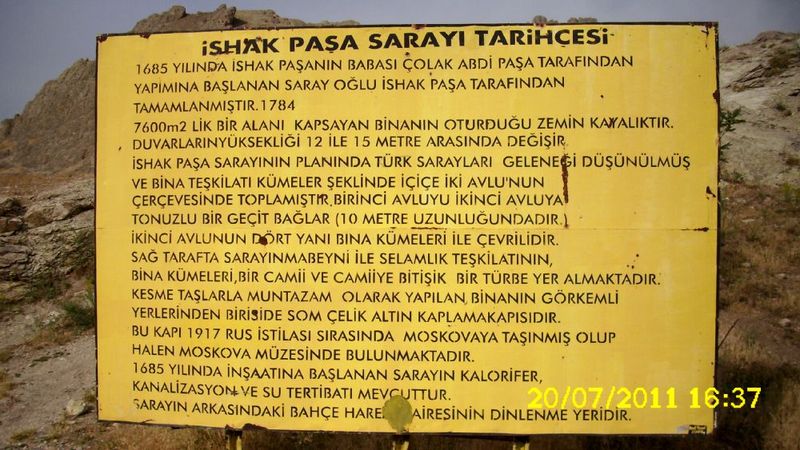 İSHAK PAŞA SARAYI TARİHÇESİ
1685 YILINDA İSHAK PAŞANIN BABASI ÇOLAK ABDİ PAŞA TARAFINDAN
YAPIMINA BAŞLANAN SARAY OĞLU İSHAK PAŞA TARAFINDAN
TAMAMLANMIŞTIR.1784
7600m2 LİK BİR ALANI KAPSAYAN BİNANIN OTURDUĞU ZEMİN KAYALIKTIR.
DUVARLARINYÜKSEKLİĞİ 12 İLE 15 METRE ARASINDA DEĞİŞİR
İSHAK PAŞA SARAYININ PLANINDA TÜRK SARAYLARI GELENEĞİ DÜŞÜNÜLMÜŞ
VE BİNA TEŞKİLATI KÜMELER ŞEKLİNDE İÇİÇE İKİ AVLU'NUN
ÇERÇEVESİNDE TOPLAMIŞTIR,BİRİNCİ AVLUYU İKİNCİ AVLUYA
TONUZLU BİR GEÇİT BAĞLAR (10 METRE UZUNLUĞUNDADIR.)
İKİNCİ AVLUNUN DÖRT YANI BINA KÜMELERİ İLE ÇEVRİLİDİR.
SAĞ TARAFTA SARAYINMABEYNİ İLE SELAMLIK TEŞKİLATININ,
BİNA KÜMELERİ,BİR CAMİİ VE CAMİİYE BİTİŞİK BİR TÜRBE YER ALMAKTADIR.
KESME TAŞLARLA MUNTAZAM OLARAK YAPILAN,BİNANIN GÖRKEMLİ
YERLERİNDEN BİRİSİDE SOM ÇELİK ALTIN KAPLAMAKAPISIDIR.
BU KAPI 1917 RUS İSTİLASI SIRASINDA MOSKOVAYA TAŞINMIŞ OLUP
HALEN MOSKOVA MÜZESİNDE BULUNMAKTADIR.
1685 YILINDA İNŞAATINA BAŞLANAN SARAYIN KALORİFER,
KANALİZASYON VE SU TERTİBATI MEVCUTTUR.
SARAYIN ARKASINDAKİ BAHÇE HAREM DAİRESİNİN DİNLENME YERİDİR.
20/07/2011 16:37